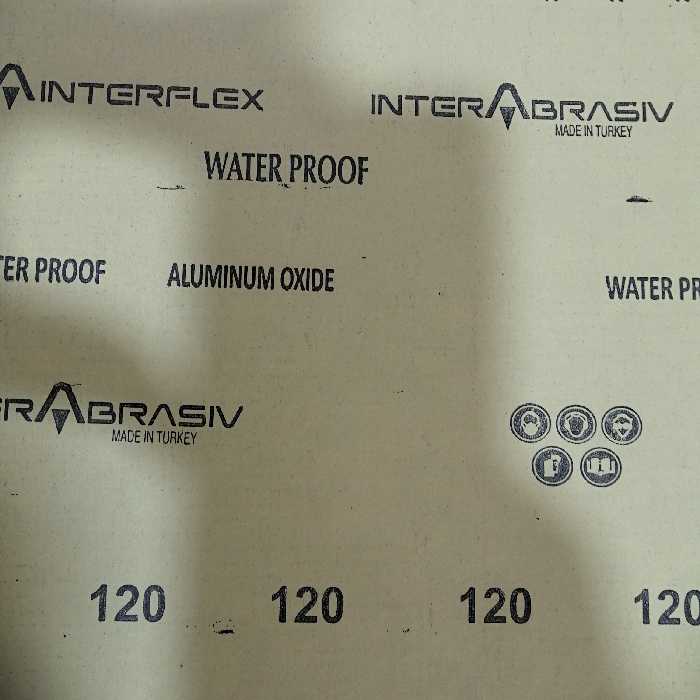 INTERFLEX
INTERABRASIV
MADE IN TURKEY
WATER PROOF
TER PROOF
ALUMINUM OXIDE
WATER PR
ERABRASIV
MADE IN TURKEY
120 120 120 120